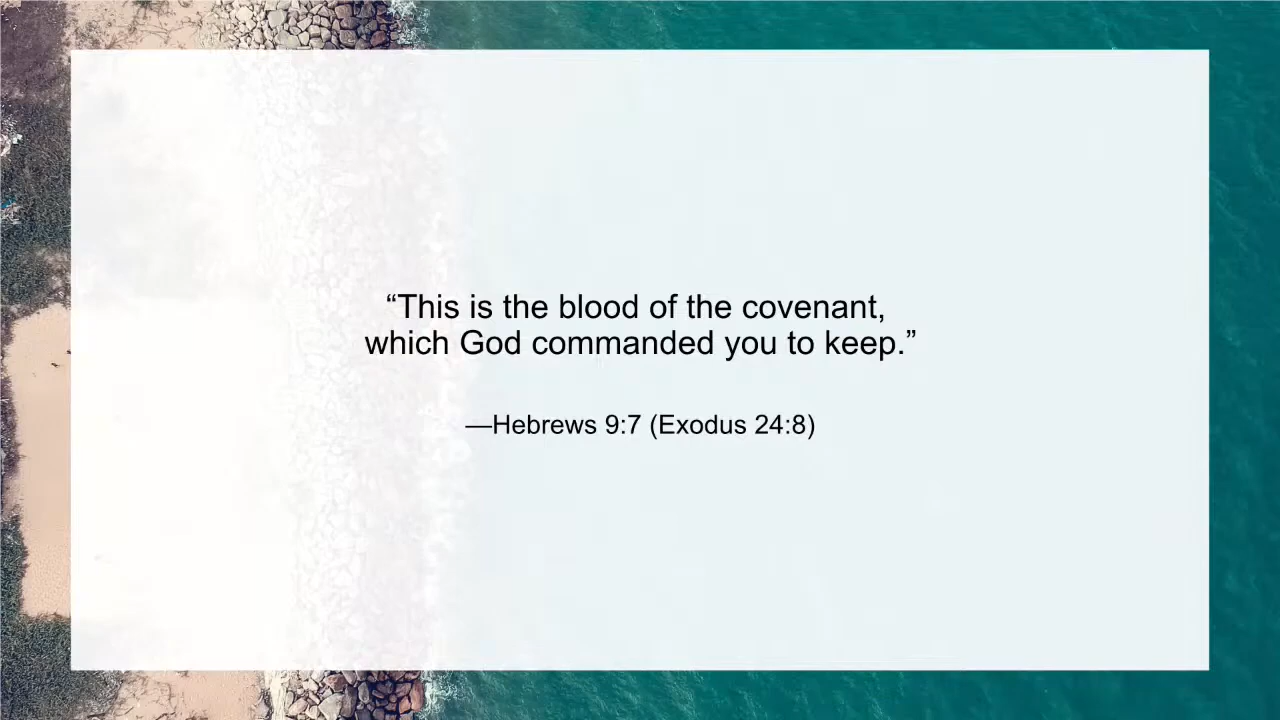 “This is the blood of the covenant,
which God commanded you to keep.”
—Hebrews 9:7 (Exodus 24:8)